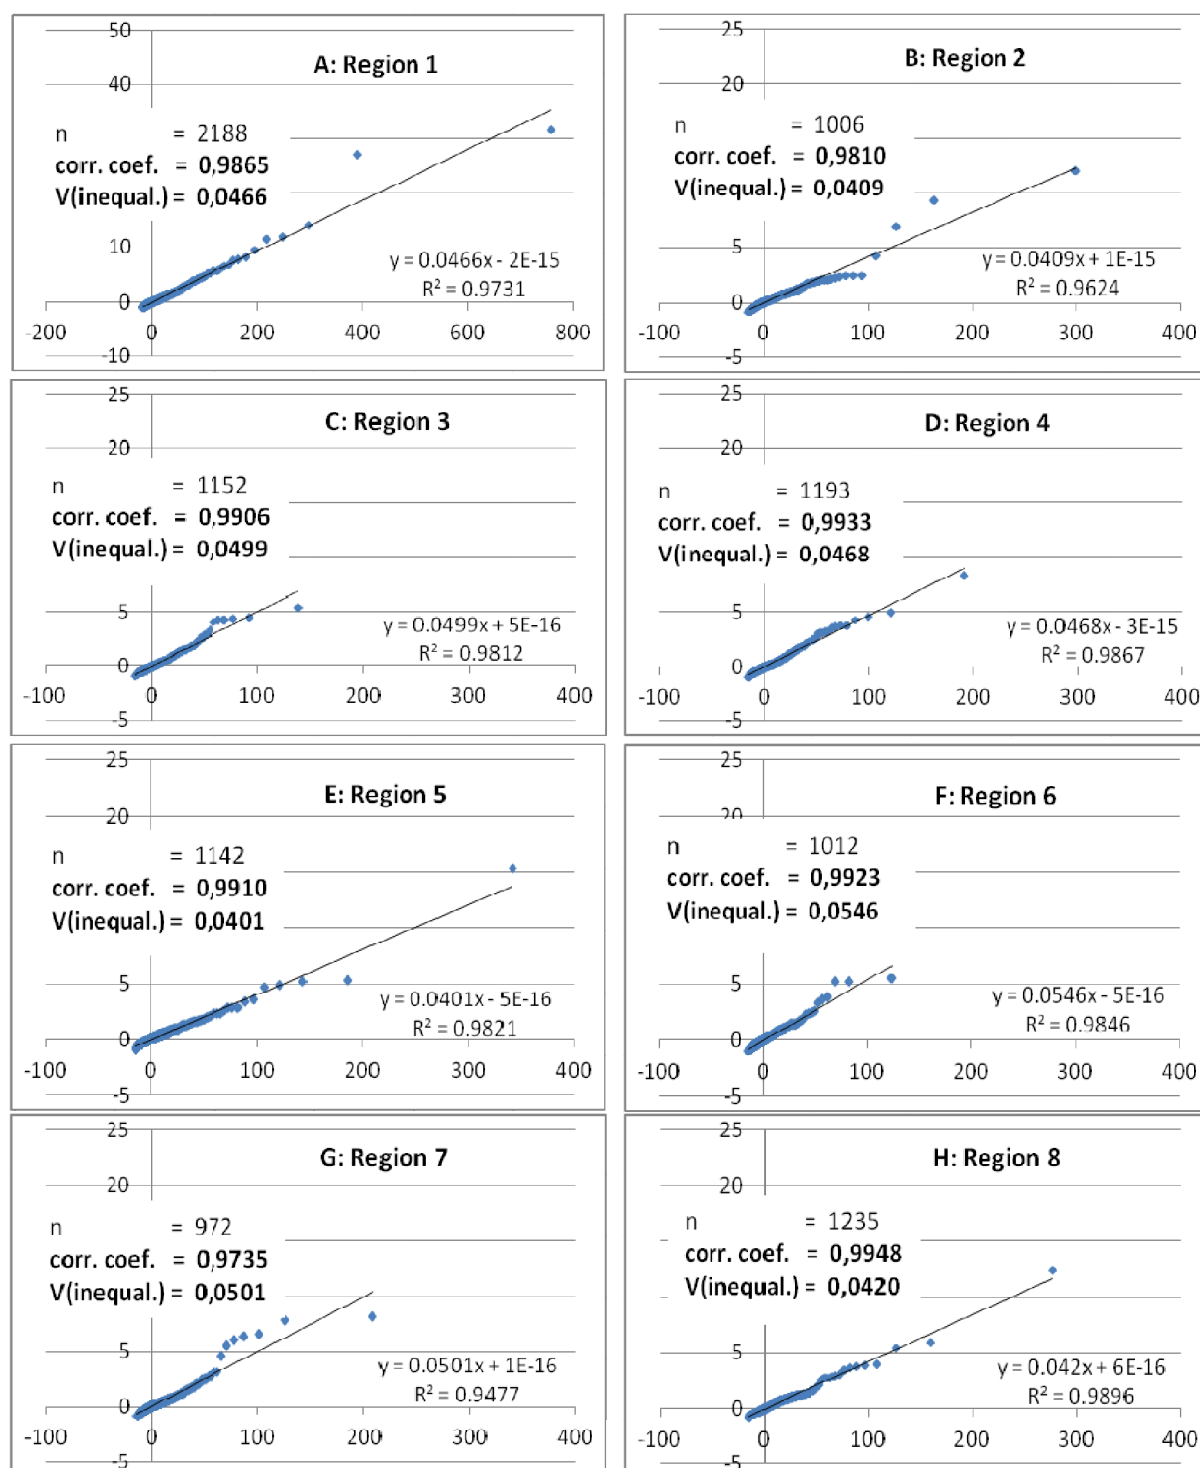 50
A: Region 1
40
n = 2188
corr. coef. = 0,9865
V(inequal.) = 0,0466
10
y = 0.0466x - 2E-15
R² = 0.9731
0
-200 0 200 400 600 800
-10
25
B: Region 2
20
n = 1006
corr. coef. = 0,9810
V(inequal.) = 0,0409
5
y = 0.0409x + 1E-15
R² = 0.9624
0
-100 0 100 200 300 400
-5
25
C: Region 3
20
n = 1152
corr. coef. = 0,9906
V(inequal.) = 0,0499
5
y = 0.0499x + 5E-16
R² = 0.9812
0
-100 0 100 200 300 400
-5
25
D: Region 4
20
n = 1193
corr. coef. = 0,9933
V(inequal.) = 0,0468
5
y = 0.0468x - 3E-15
R² = 0.9867
0
-100 0 100 200 300 400
-5
25
E: Region 5
20
n = 1142
corr. coef. = 0,9910
V(inequal.) = 0,0401
5
y = 0.0401x - 5E-16
R² = 0.9821
0
-100 0 100 200 300 400
-5
25
F: Region 6
20
n = 1012
corr. coef. = 0,9923
V(inequal.) = 0,0546
5
y = 0.0546x - 5E-16
R² = 0.9846
0
-100 0 100 200 300 400
-5
25
G: Region 7
20
n = 972
corr. coef. = 0,9735
V(inequal.) = 0,0501
5
y = 0.0501x + 1E-16
R² = 0.9477
0
-100 0 100 200 300 400
-5
25
H: Region 8
20
n = 1235
corr. coef. = 0,9948
V(inequal.) = 0,0420
5
y = 0.042x + 6E-16
R² = 0.9896
0
-100 0 100 200 300 400
-5